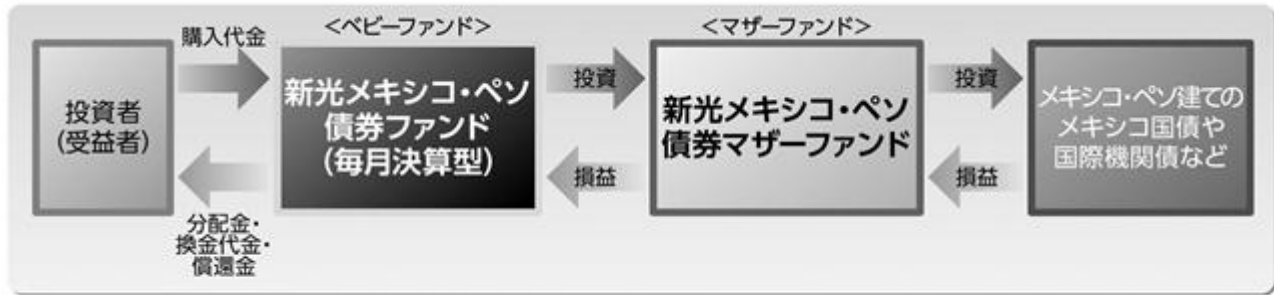 購入代金
<ベビーファンド>
<マザーファンド>
投資者
(受益者)
新光メキシコ・ペソ
債券ファンド
(毎月決算型)
投資
損益
新光メキシコ・ペソ
債券マザーファンド
投資
損益
メキシコ・ペソ建ての
メキシコ国債や
国際機関債など
分配金・
換金代金・
償還金